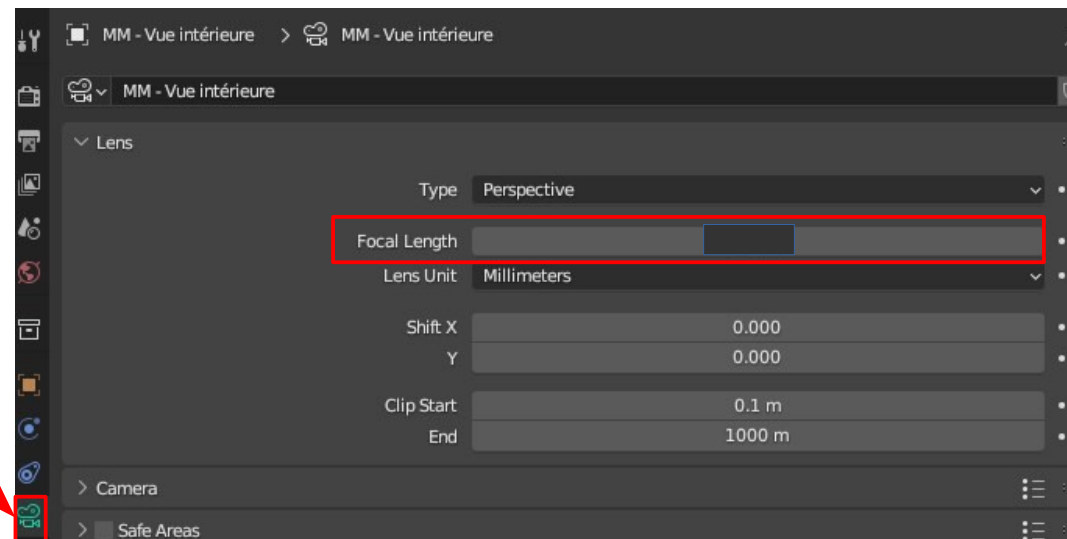 MM - Vue intérieure > MM - Vue intérieure
MM - Vue intérieure
Lens
Type Perspective
Focal Length
Lens Unit Millimeters
Shift X 0.000
Y 0.000
Clip Start 0.1 m
End 1000 m
Camera
Safe Areas